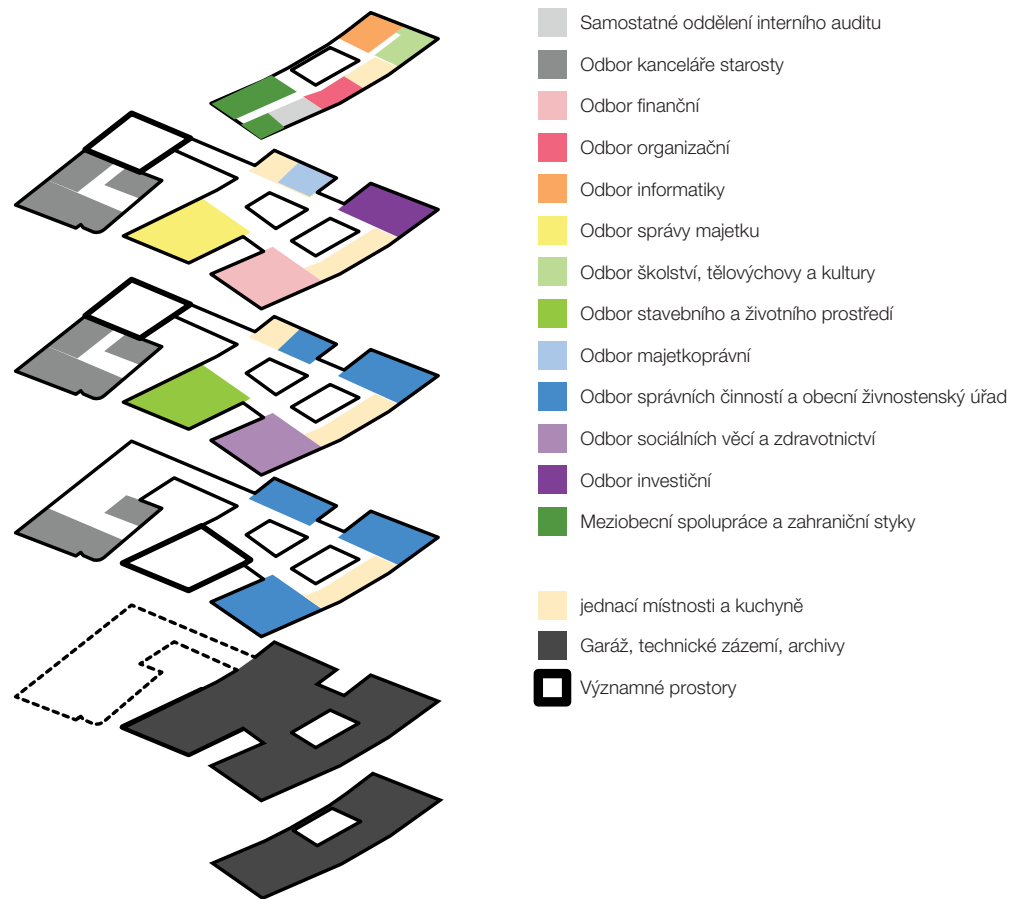 Samostatné oddělení interního auditu
Odbor kanceláře starosty
Odbor finanční
Odbor organizační
Odbor informatiky
Odbor správy majetku
Odbor školství, tělovýchovy a kultury
Odbor stavebního a životního prostředí
Odbor majetkoprávní
Odbor správních činností a obecní živnostenský úřad
Odbor sociálních věcí a zdravotnictví
Odbor investiční
Meziobecní spolupráce a zahraniční styky
jednací místnosti a kuchyně
Garáž, technické zázemí, archivy
Významné prostory